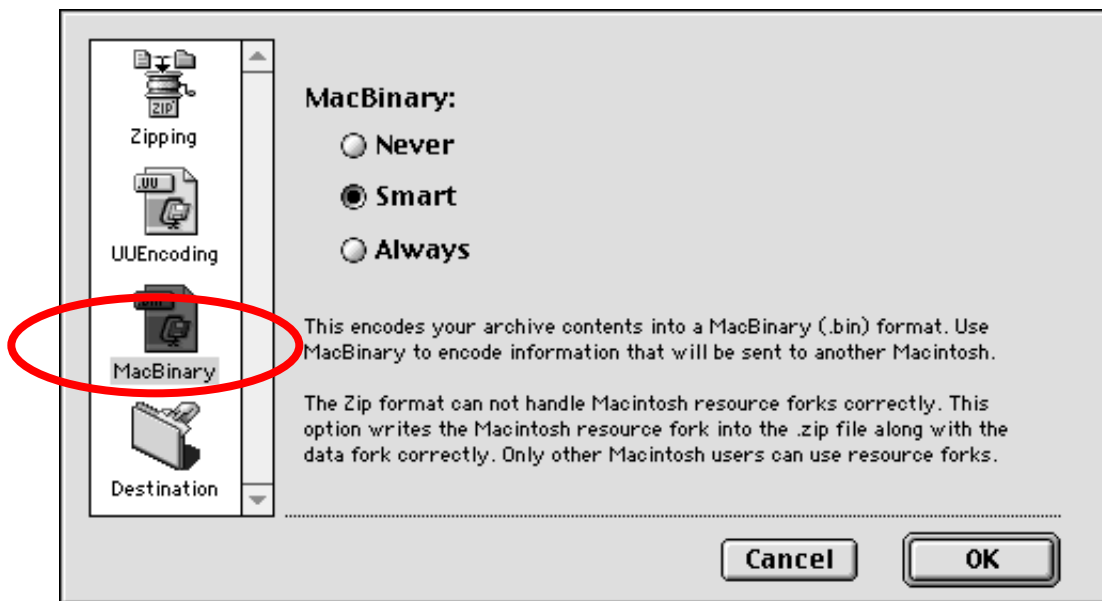 ZIP
Zipping
.UU
UUEncoding
MacBinary
Destination
MacBinary:
Never
Smart
Always
This encodes your archive contents into a MacBinary (.bin) format. Use
MacBinary to encode information that will be sent to another Macintosh.
The Zip format can not handle Macintosh resource forks correctly. This
option writes the Macintosh resource fork into the .zip file along with the
data fork correctly. Only other Macintosh users can use resource forks.
Cancel
OK